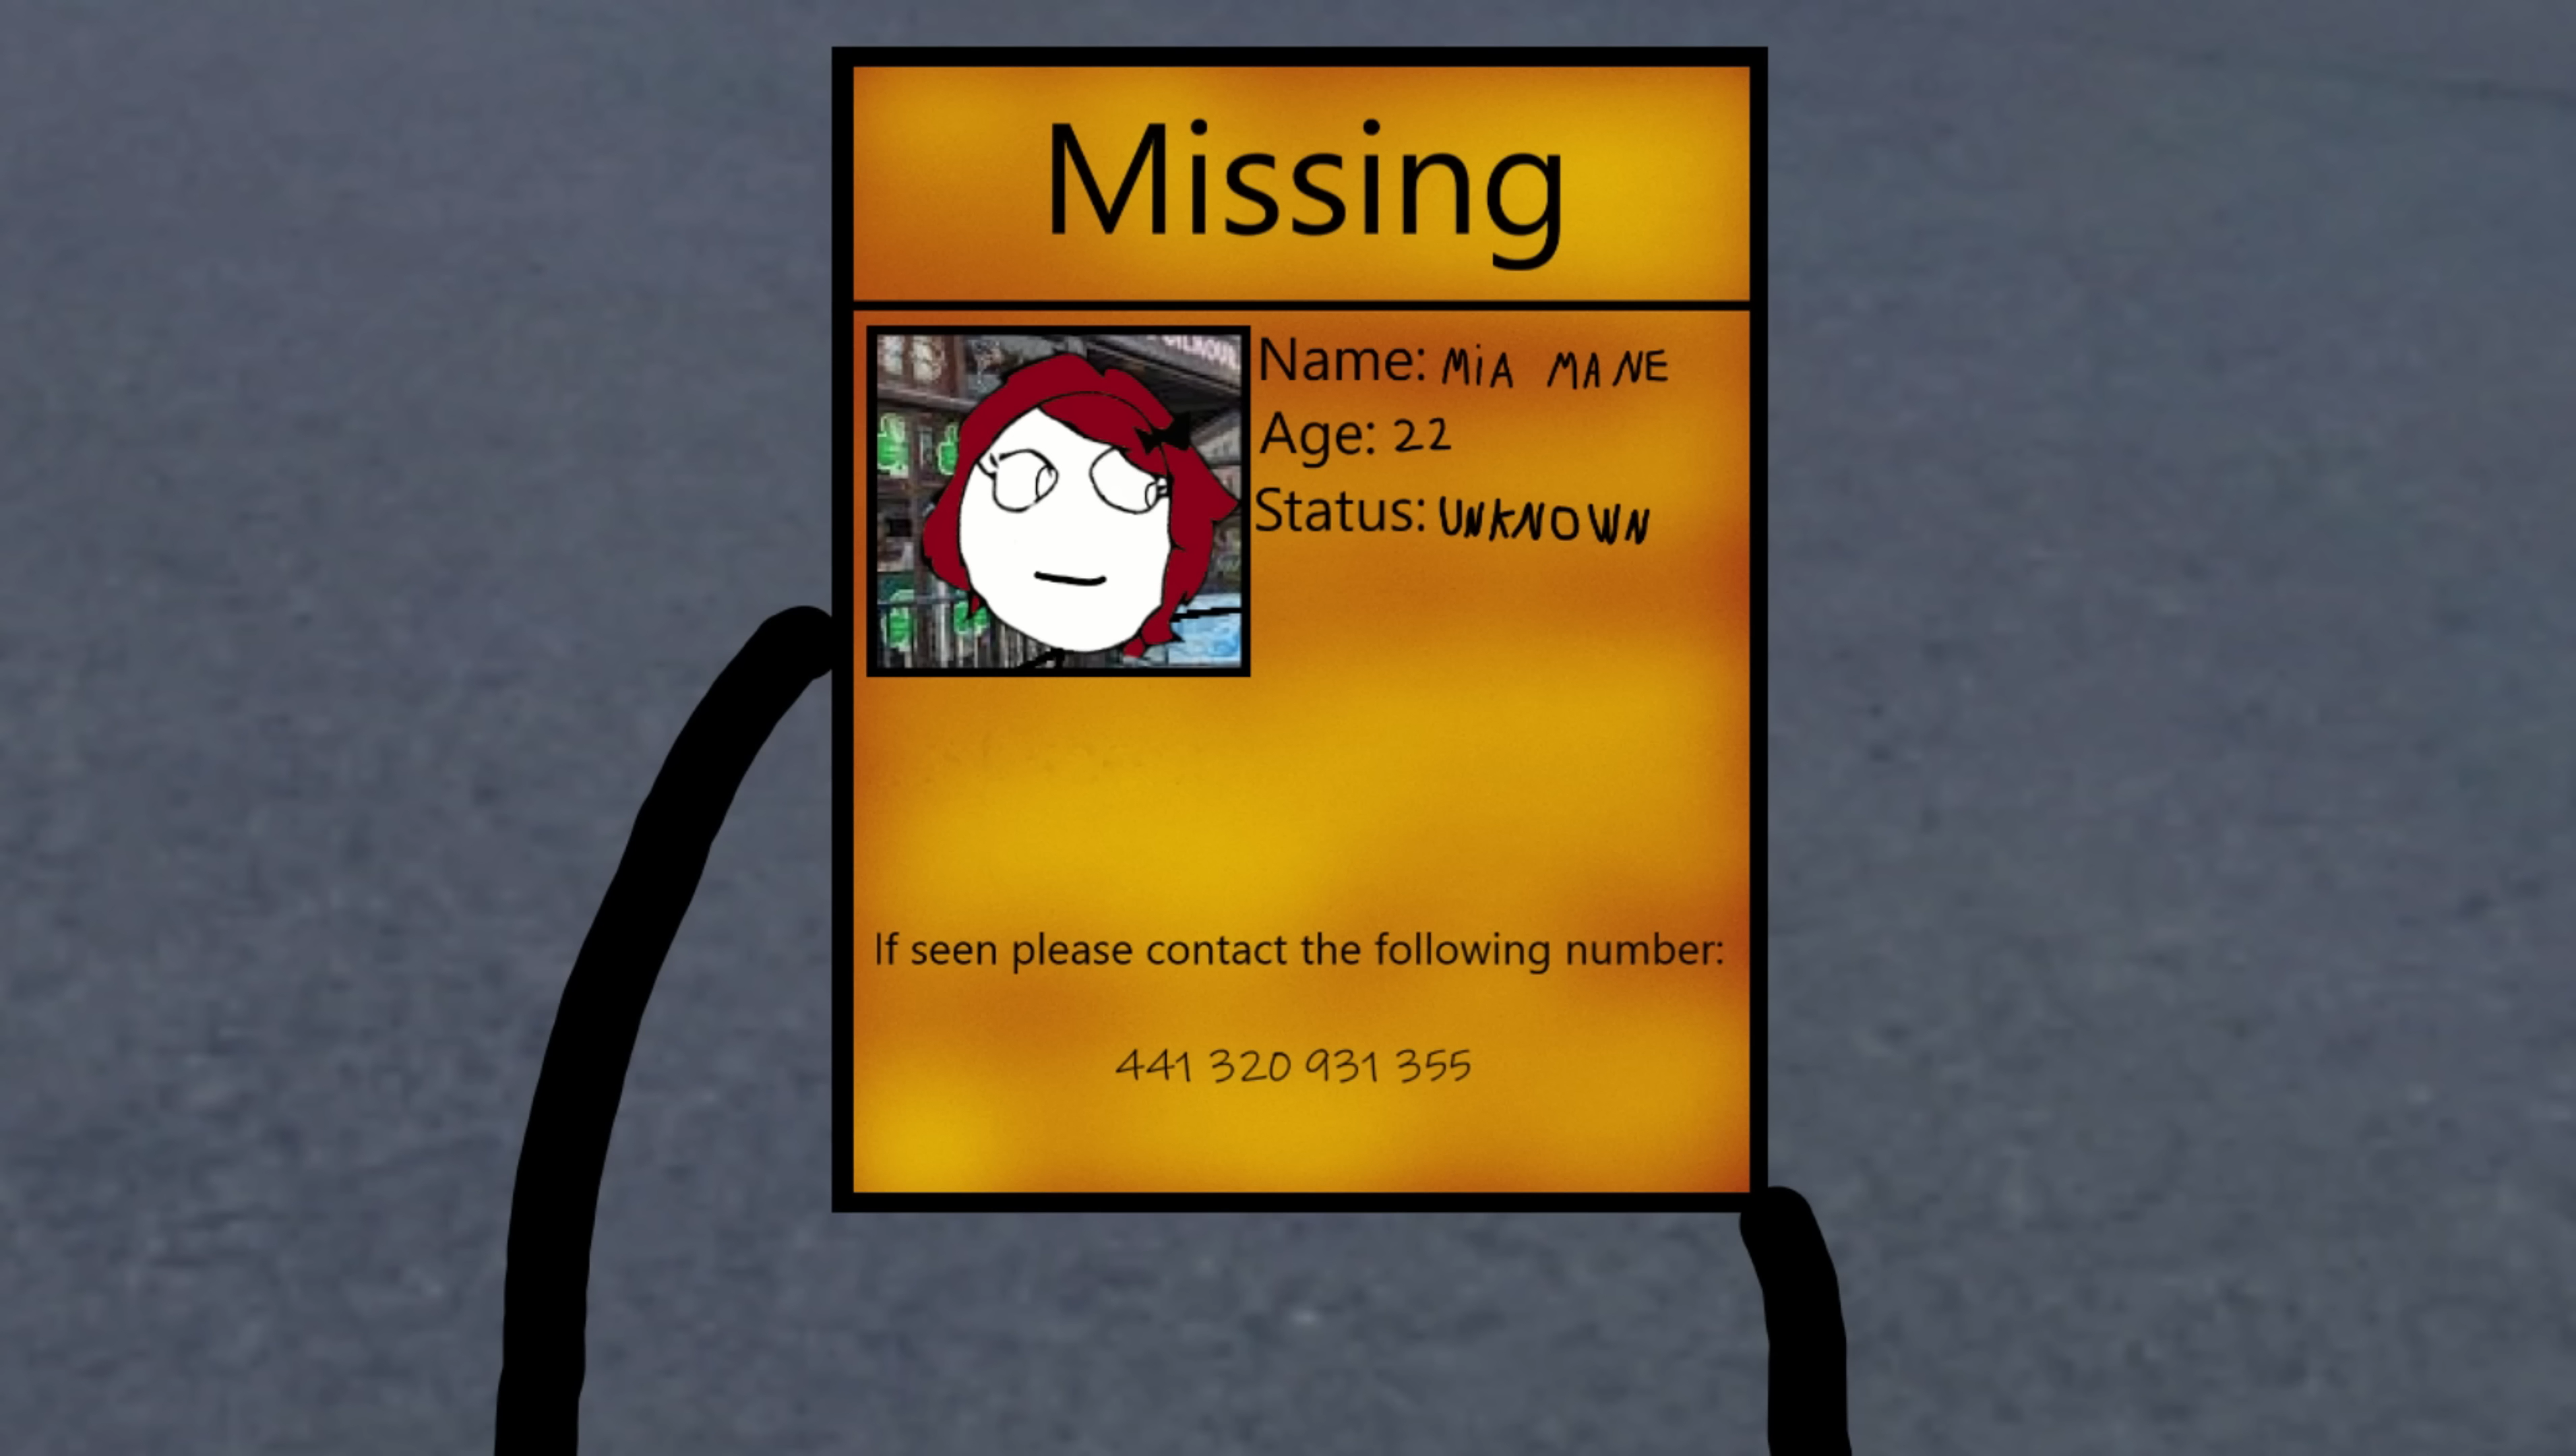 Missing
Name: MiA MANE
Age: 22
Status: UNKNOWN
If seen please contact the following number:
441 320 931 355